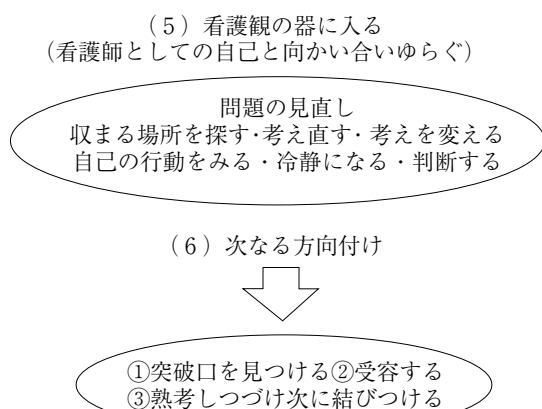 （5）看護観の器に入る
（看護師としての自己と向かい合いゆらぐ）
問題の見直し
収まる場所を探す･考え直す・考えを変える
自己の行動をみる・冷静になる・判断する
（6）次なる方向付け
①突破口を見つける②受容する
③熟考しつづけ次に結びつける